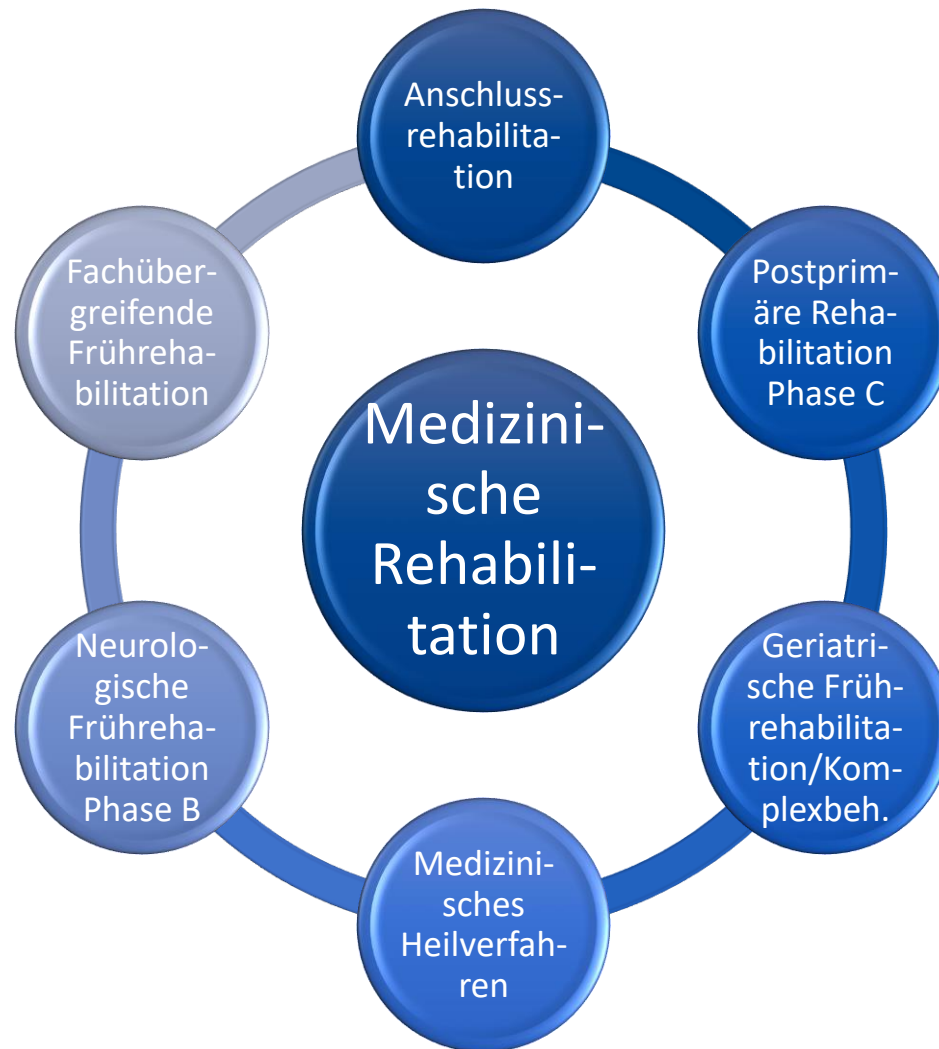 Anschluss-
rehabilita-
tion
Postprim-
äre Reha-
bilitation
Phase C
Geriatri-
sche Früh-
rehabilita-
tion/Kom-
plexbeh.
Medizini-
sches
Heilverfah-
ren
Neurolo-
gische
Frühreha-
bilitation
Phase B
Fachüber-
greifende
Frühreha-
bilitation
Medizini-
sche
Rehabili-
tation